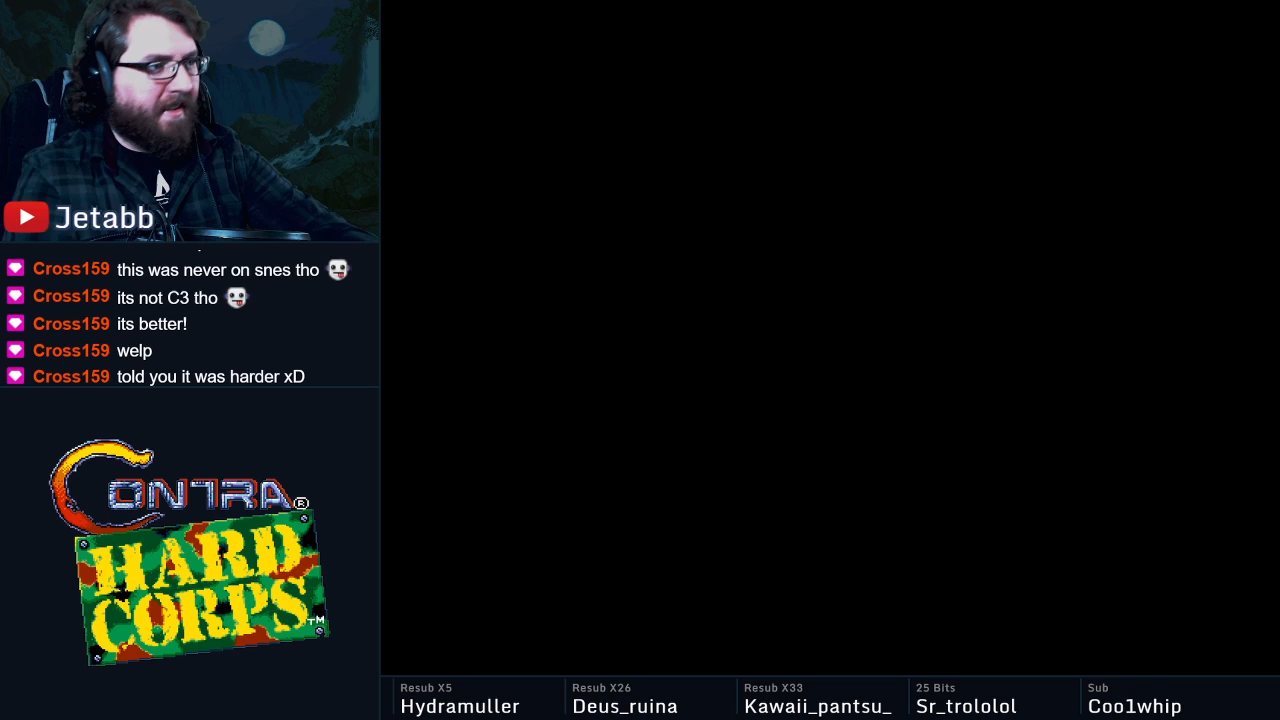 Jetabb
Cross159 this was never on snes tho
Cross159 its not C3 tho
Cross159 its better!
Cross159 welp
Cross159 told you it was harder xD
CONTRA®
HARD
CORPS™
Resub X5
Hydramuller
Resub X26
Deus_ruina
Resub X33
Kawaii_pantsu_
25 Bits
Sr_trololol
Sub
Coolwhip